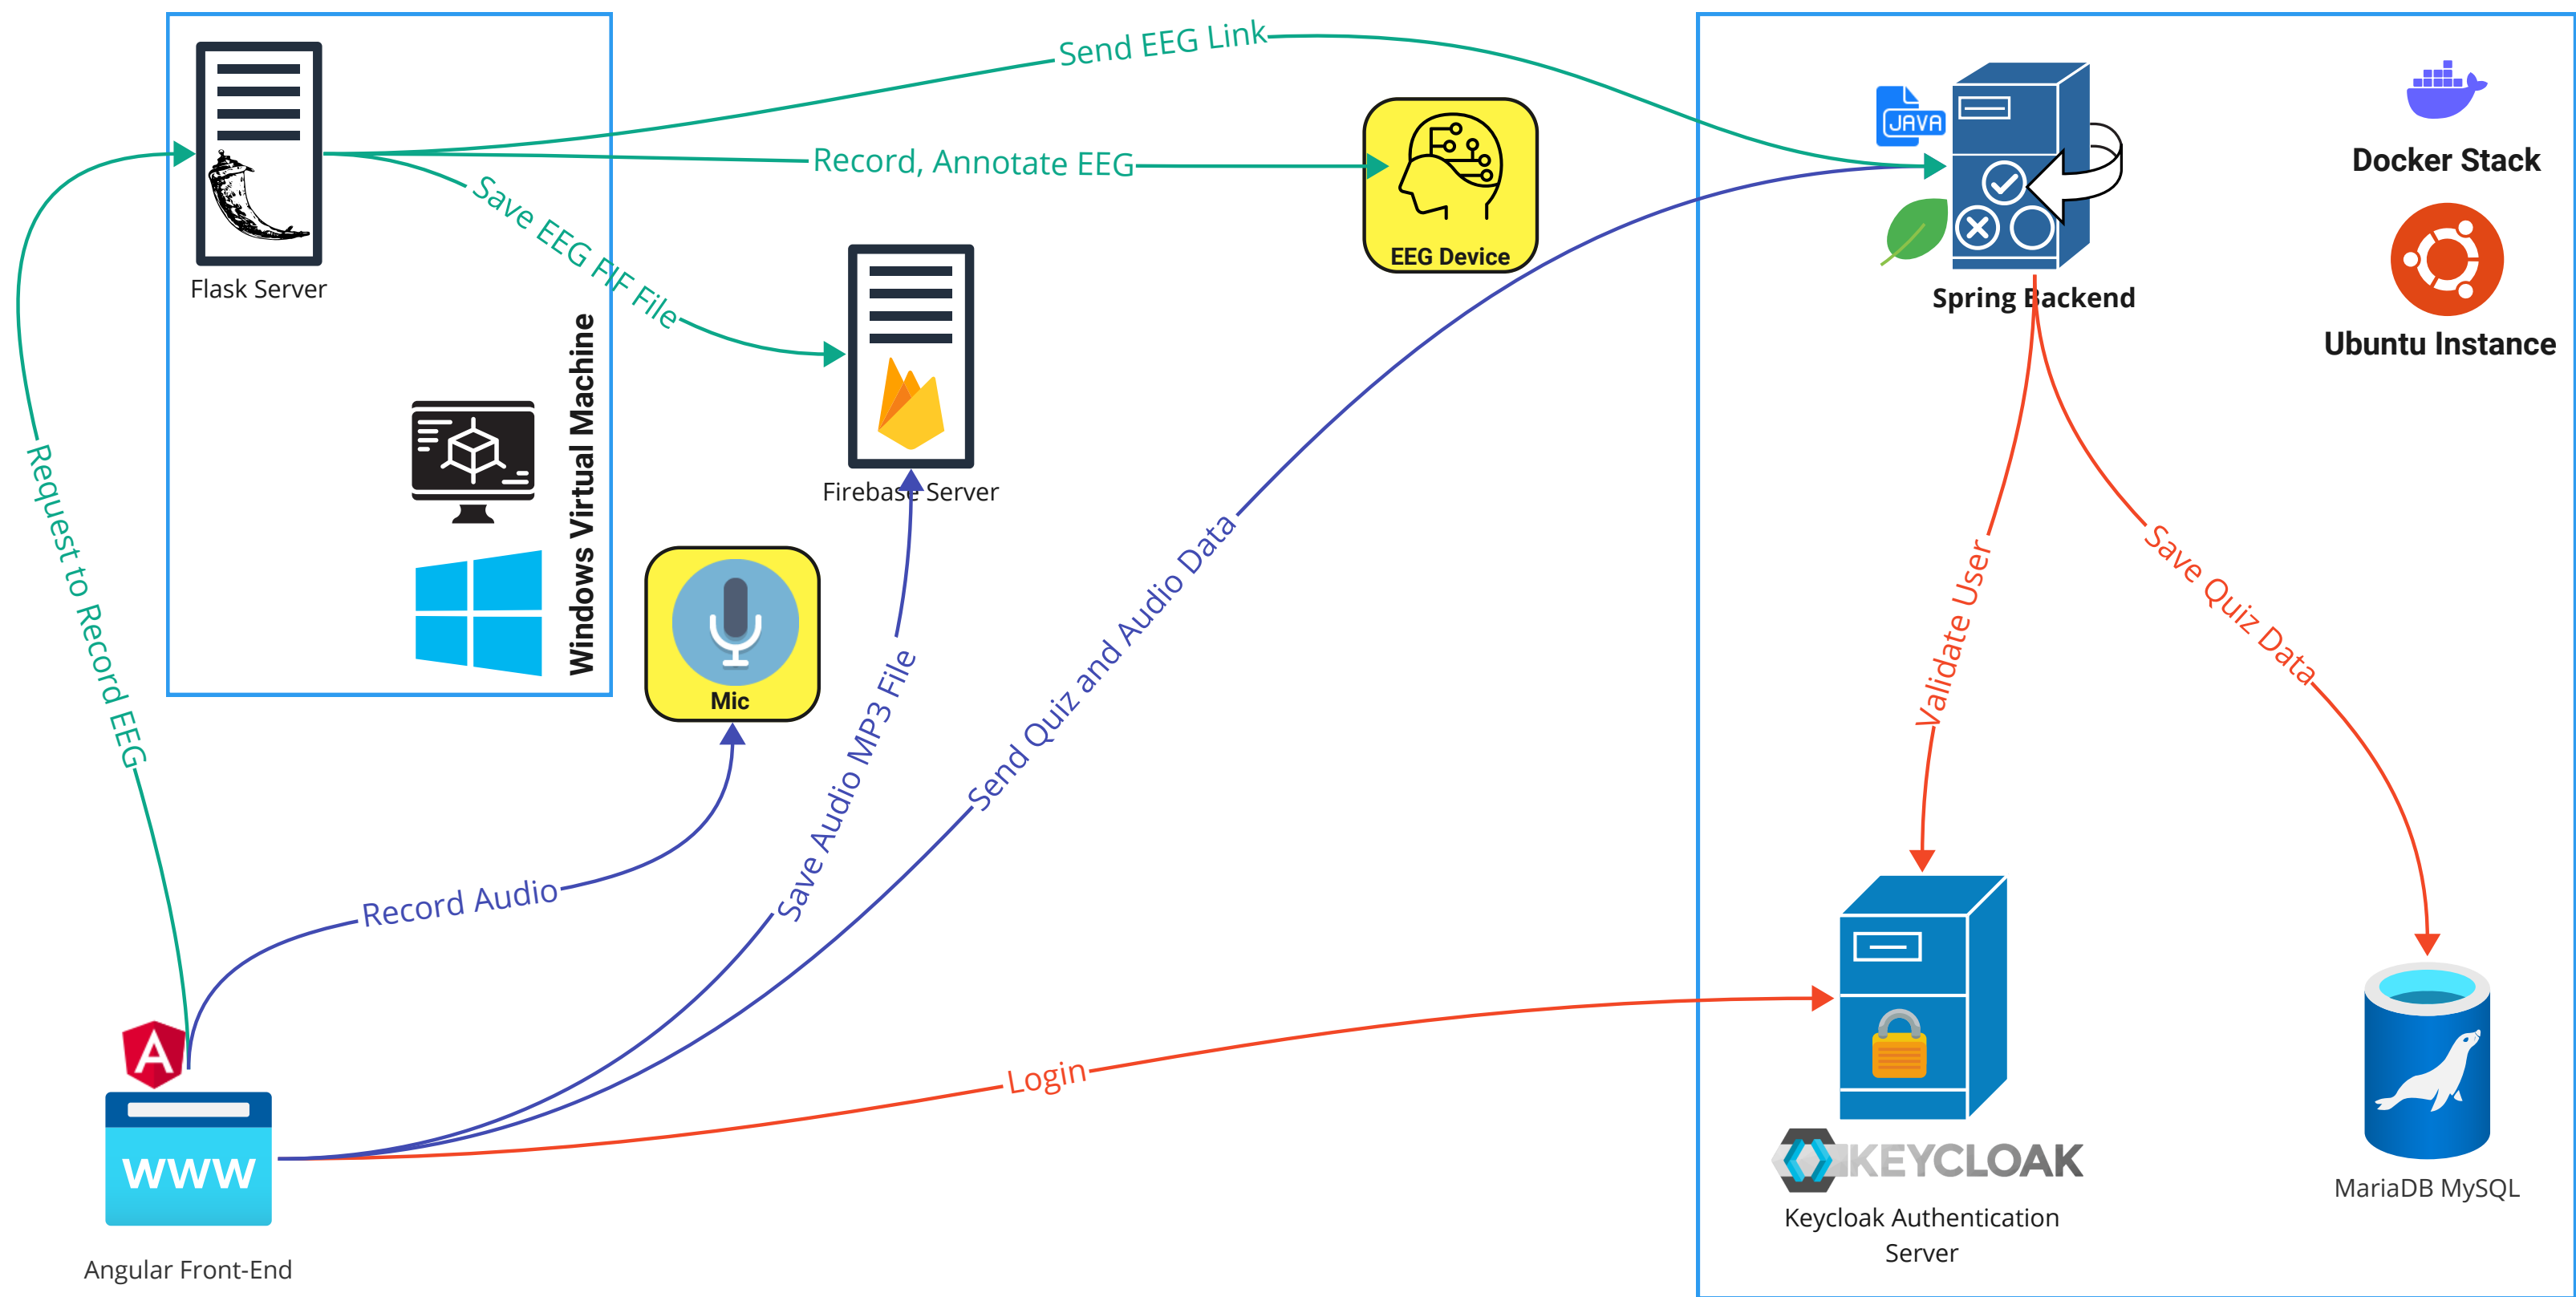 Send EEG Link
JAVA
Docker Stack
Record, Annotate EEG
Save EEG FIF File
EEG Device
Flask Server
Spring Backend
Ubuntu Instance
Windows Virtual Machine
Firebase Server
Request to Record EEG
Mic
Save Audio MP3 File
Send Quiz and Audio Data
Validate User
Save Quiz Data
Record Audio
Login
A
WWW
KEYCLOAK
MariaDB MySQL
Keycloak Authentication
Server
Angular Front-End